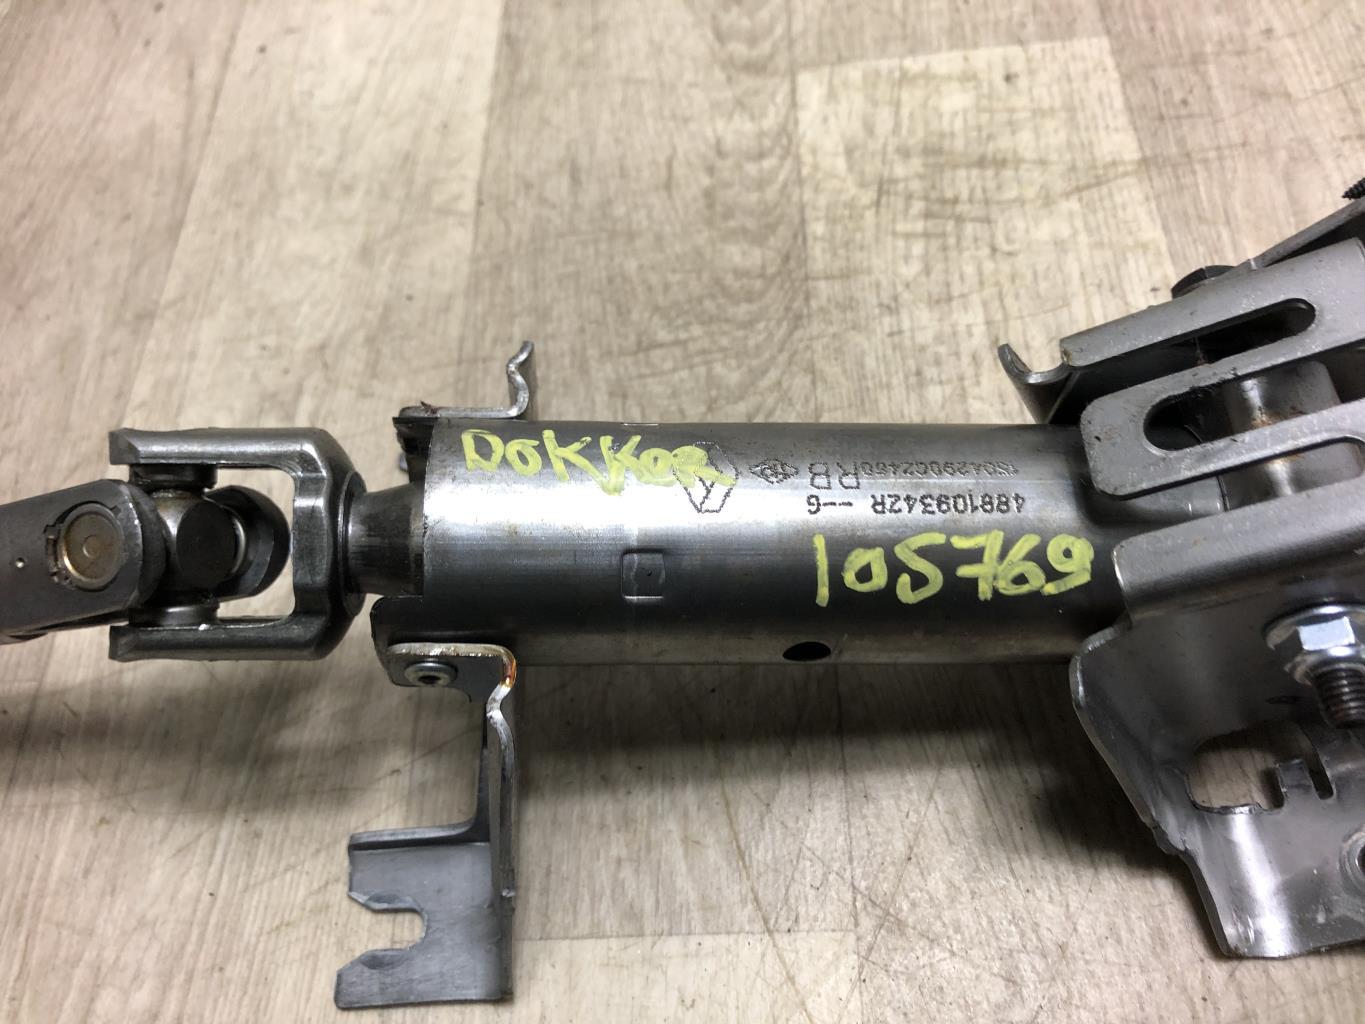 DOKKER
488109342R --G
RB
105769